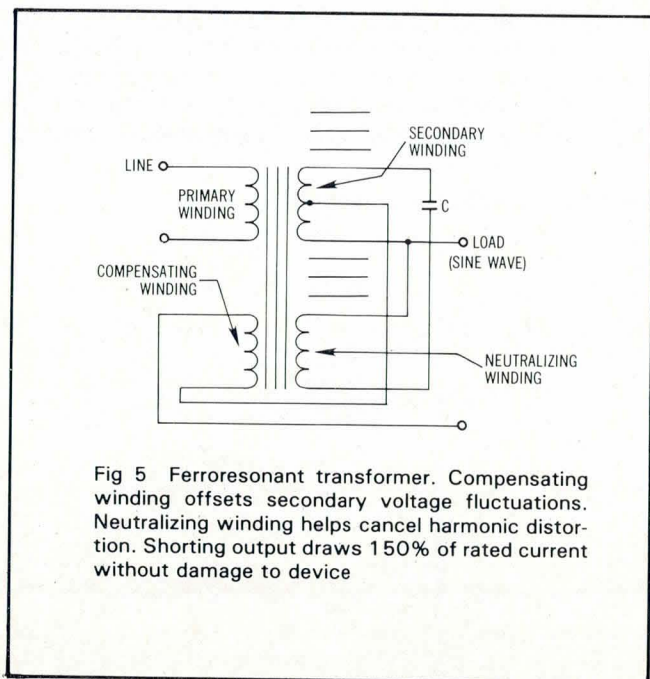 SECONDARY
WINDING
LINE
PRIMARY
WINDING
C
LOAD
(SINE WAVE)
COMPENSATING
WINDING
NEUTRALIZING
WINDING
Fig 5 Ferroresonant transformer. Compensating
winding offsets secondary voltage fluctuations.
Neutralizing winding helps cancel harmonic distor-
tion. Shorting output draws 150% of rated current
without damage to device